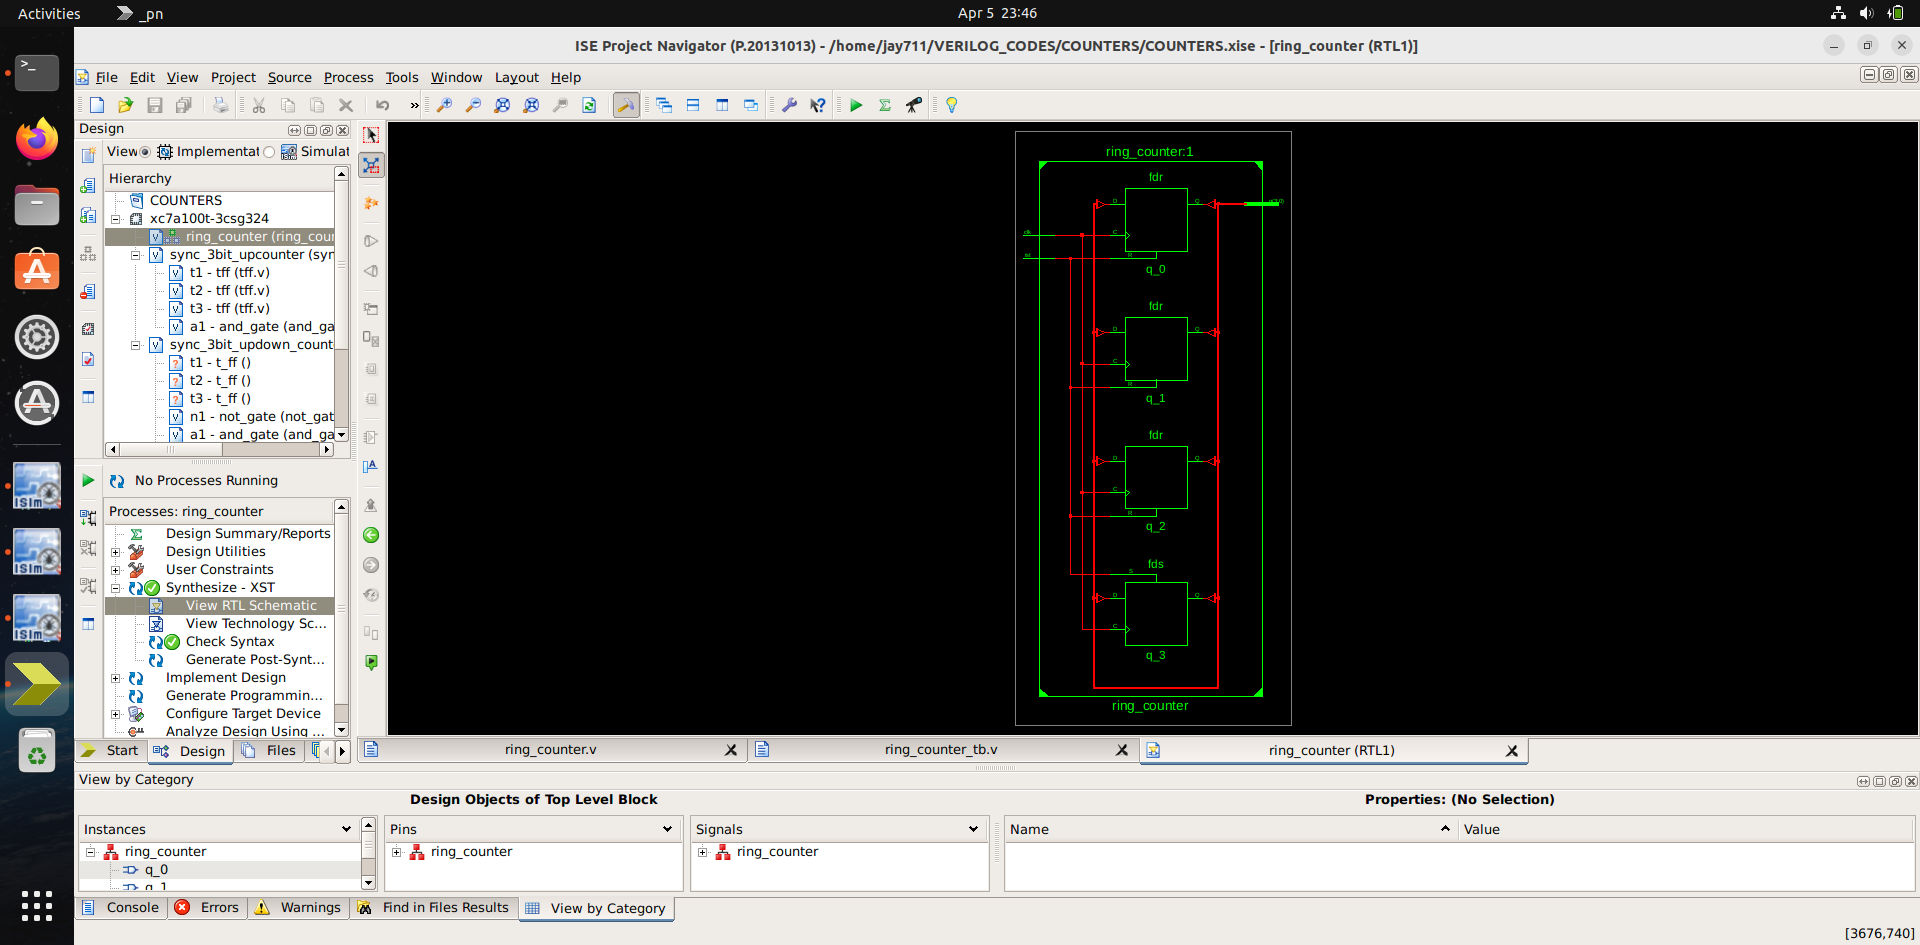 Activities
_pn
Apr 5 23:46
ISE Project Navigator (P.20131013) - /home/jay711/VERILOG_CODES/COUNTERS/COUNTERS.xise - [ring_counter (RTL1)]
File Edit View Project Source Process Tools Window Layout Help
Design
View Implementat Simulat
Hierarchy
COUNTERS
xc7a100t-3csg324
ring_counter (ring_cour
sync_3bit_upcounter (syn
t1 - tff (tff.v)
t2 - tff (tff.v)
t3 - tff (tff.v)
a1 - and_gate (and_ga
sync_3bit_updown_count
t1 - t_ff ()
t2 - t_ff ()
t3 - t_ff ()
n1 - not_gate (not_gat
a1 - and_gate (and_ga
No Processes Running
Processes: ring_counter
Design Summary/Reports
Design Utilities
User Constraints
Synthesize - XST
View RTL Schematic
View Technology Sc...
Check Syntax
Generate Post-Synt...
Implement Design
Generate Programmin...
Configure Target Device
Analyze Design Using ...
Start Design Files
ring_counter:1
fdr
D Q
clk
C
R
q_0
fdr
D Q
C
R
q_1
fdr
D Q
C
R
q_2
fds
S
D Q
C
q_3
ring_counter
ISim
ISim
ISim
ring_counter.v
ring_counter_tb.v
ring_counter (RTL1)
View by Category
Design Objects of Top Level Block
Properties: (No Selection)
Instances
ring_counter
q_0
q_1
Pins
ring_counter
Signals
ring_counter
Name Value
Console Errors Warnings Find in Files Results View by Category
[3676,740]